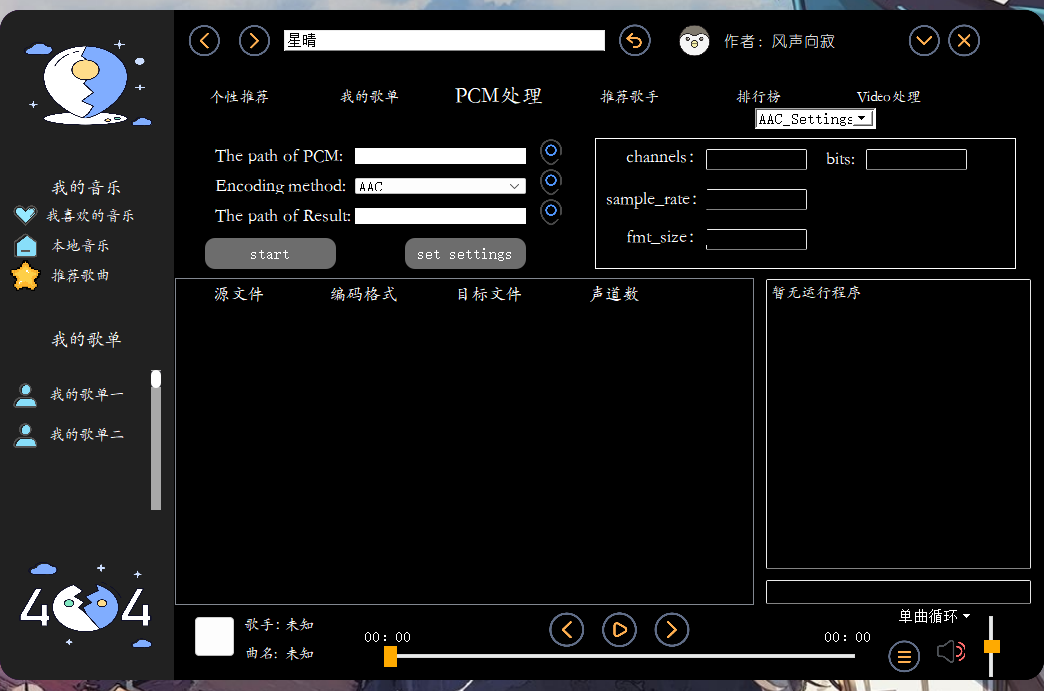 星晴
作者：风声向寂
个性推荐 我的歌单 PCM处理 推荐歌手 排行榜 Video处理
AAC_Settings
The path of PCM:
Encoding method: AAC
The path of Result:
start set settings
channels: bits:
sample_rate:
fmt_size:
我的音乐
我喜欢的音乐
本地音乐
推荐歌曲
我的歌单
我的歌单一
我的歌单二
404
源文件 编码格式 目标文件 声道数
暂无运行程序
歌手: 未知
曲名: 未知
00:00
00:00
单曲循环